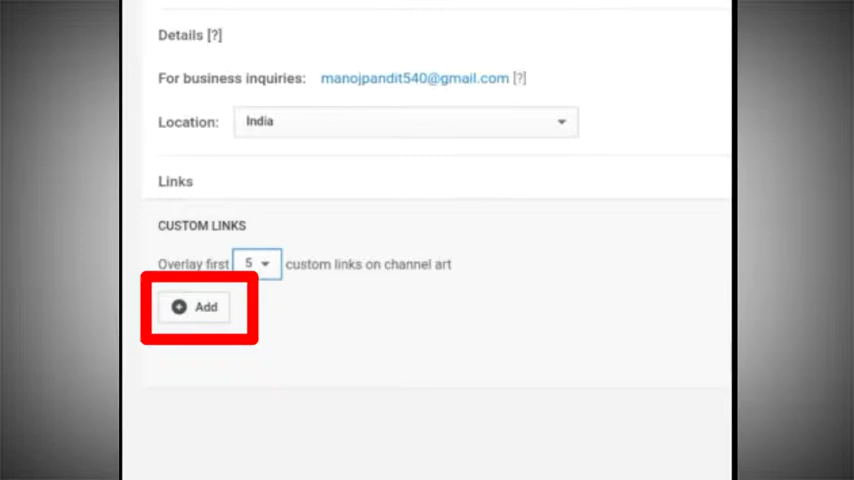 Details [?]
For business inquiries: manojpandit540@gmail.com [?]
Location: India
Links
CUSTOM LINKS
Overlay first 5 custom links on channel art
Add